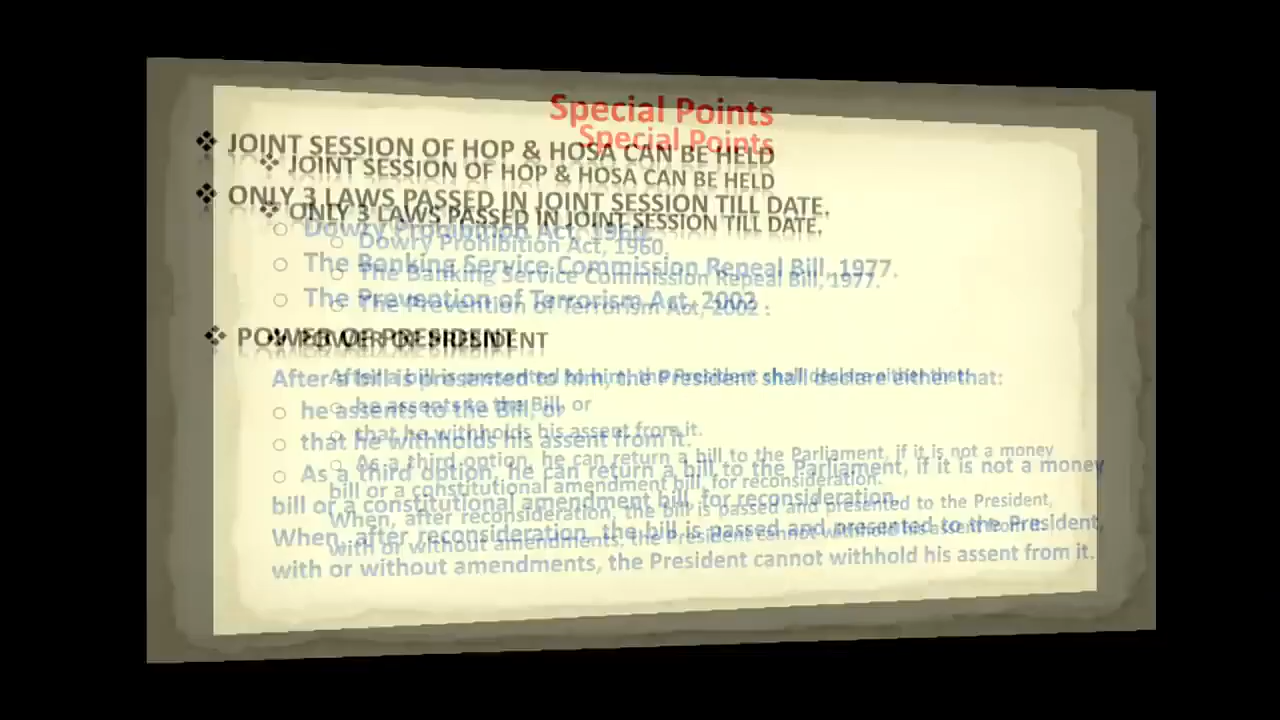 Special Points
❖ JOINT SESSION OF HOP & HOSA CAN BE HELD
❖ ONLY 3 LAWS PASSED IN JOINT SESSION TILL DATE.
○ Dowry Prohibition Act, 1960.
○ The Banking Service Commission Repeal Bill, 1977.
○ The Prevention of Terrorism Act, 2002 :
❖ POWER OF PRESIDENT
After a bill is presented to him, the President shall declare either that:
○ he assents to the Bill, or
○ that he withholds his assent from it.
○ As a third option, he can return a bill to the Parliament, if it is not a money
bill or a constitutional amendment bill, for reconsideration.
When, after reconsideration, the bill is passed and presented to the President,
with or without amendments, the President cannot withhold his assent from it.